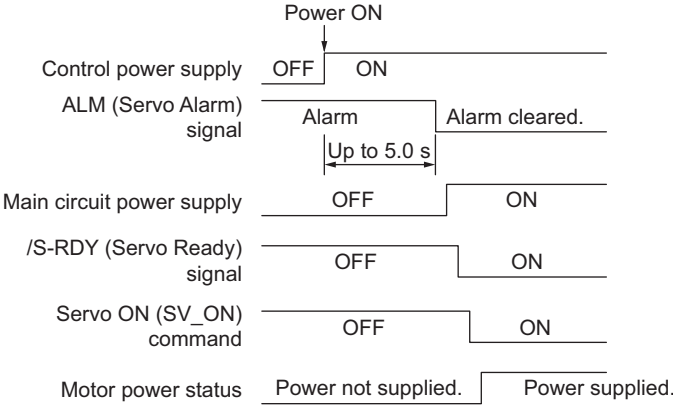 Power ON
Control power supply OFF ON
ALM (Servo Alarm)
signal
Alarm Alarm cleared.
Up to 5.0 s
Main circuit power supply OFF ON
/S-RDY (Servo Ready)
signal
OFF ON
Servo ON (SV_ON)
command
OFF ON
Motor power status Power not supplied. Power supplied.